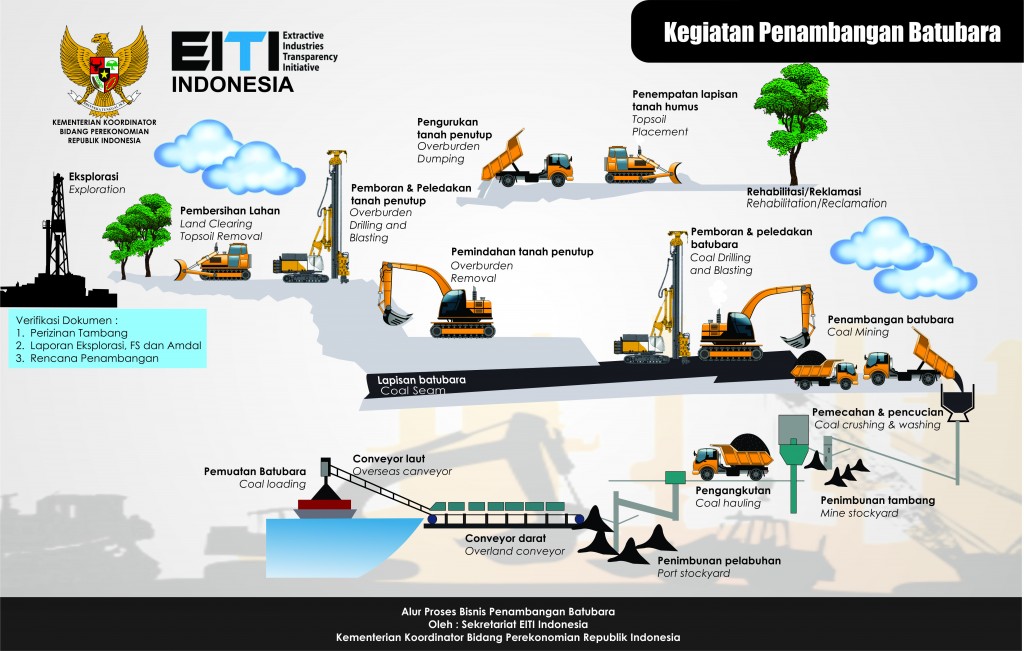 Kegiatan Penambangan Batubara
EITI
Extractive
Industries
Transparency
Initiative
INDONESIA
KEMENTERIAN KOORDINATOR
BIDANG PEREKONOMIAN
REPUBLIK INDONESIA
Eksplorasi
Exploration
Pembersihan Lahan
Land Clearing
Topsoil Removal
Pemboran & Peledakan
tanah penutup
Overburden
Drilling and
Blasting
Pengurukan
tanah penutup
Overburden
Dumping
Penempatan lapisan
tanah humus
Topsoil
Placement
Rehabilitasi/Reklamasi
Rehabilitation/Reclamation
Pemindahan tanah penutup
Overburden
Removal
Pemboran & peledakan
batubara
Coal Drilling
and Blasting
Verifikasi Dokumen :
1. Perizinan Tambang
2. Laporan Eksplorasi, FS dan Amdal
3. Rencana Penambangan
Penambangan batubara
Coal Mining
Lapisan batubara
Coal Seam
Pemecahan & pencucian
Coal crushing & washing
Conveyor laut
Overseas canveyor
Pemuatan Batubara
Coal loading
Pengangkutan
Coal hauling
Penimbunan tambang
Mine stockyard
Conveyor darat
Overland conveyor
Penimbunan pelabuhan
Port stockyard
Alur Proses Bisnis Penambangan Batubara
Oleh : Sekretariat EITI Indonesia
Kementerian Koordinator Bidang Perekonomian Republik Indonesia